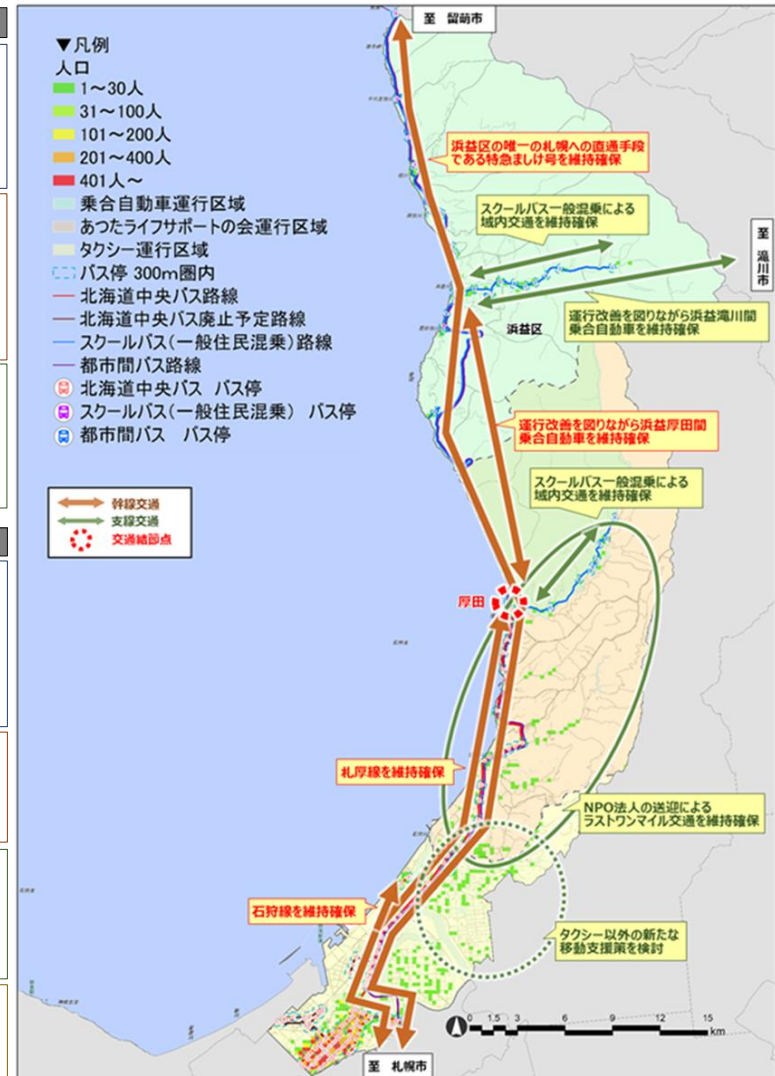 至 留萌市
▼凡例
人口
1～30人
31～100人
101～200人
201～400人
401人～
乗合自動車運行区域
あつたライフサポートの会運行区域
タクシー運行区域
バス停 300m圏内
北海道中央バス路線
北海道中央バス廃止予定路線
スクールバス(一般住民混乗)路線
都市間バス路線
北海道中央バス バス停
スクールバス(一般住民混乗) バス停
都市間バス バス停
幹線交通
支線交通
交通結節点
浜益区の唯一の札幌への直通手段
である特急ましけ号を維持確保
スクールバス一般混乗による
域内交通を維持確保
至 滝川市
運行改善を図りながら浜益滝川間
乗合自動車を維持確保
浜益区
運行改善を図りながら浜益厚田間
乗合自動車を維持確保
スクールバス一般混乗による
域内交通を維持確保
厚田
札厚線を維持確保
NPO法人の送迎による
ラストワンマイル交通を維持確保
石狩線を維持確保
タクシー以外の新たな
移動支援策を検討
0 1.5 3 6 9 12 15
km
至 札幌市